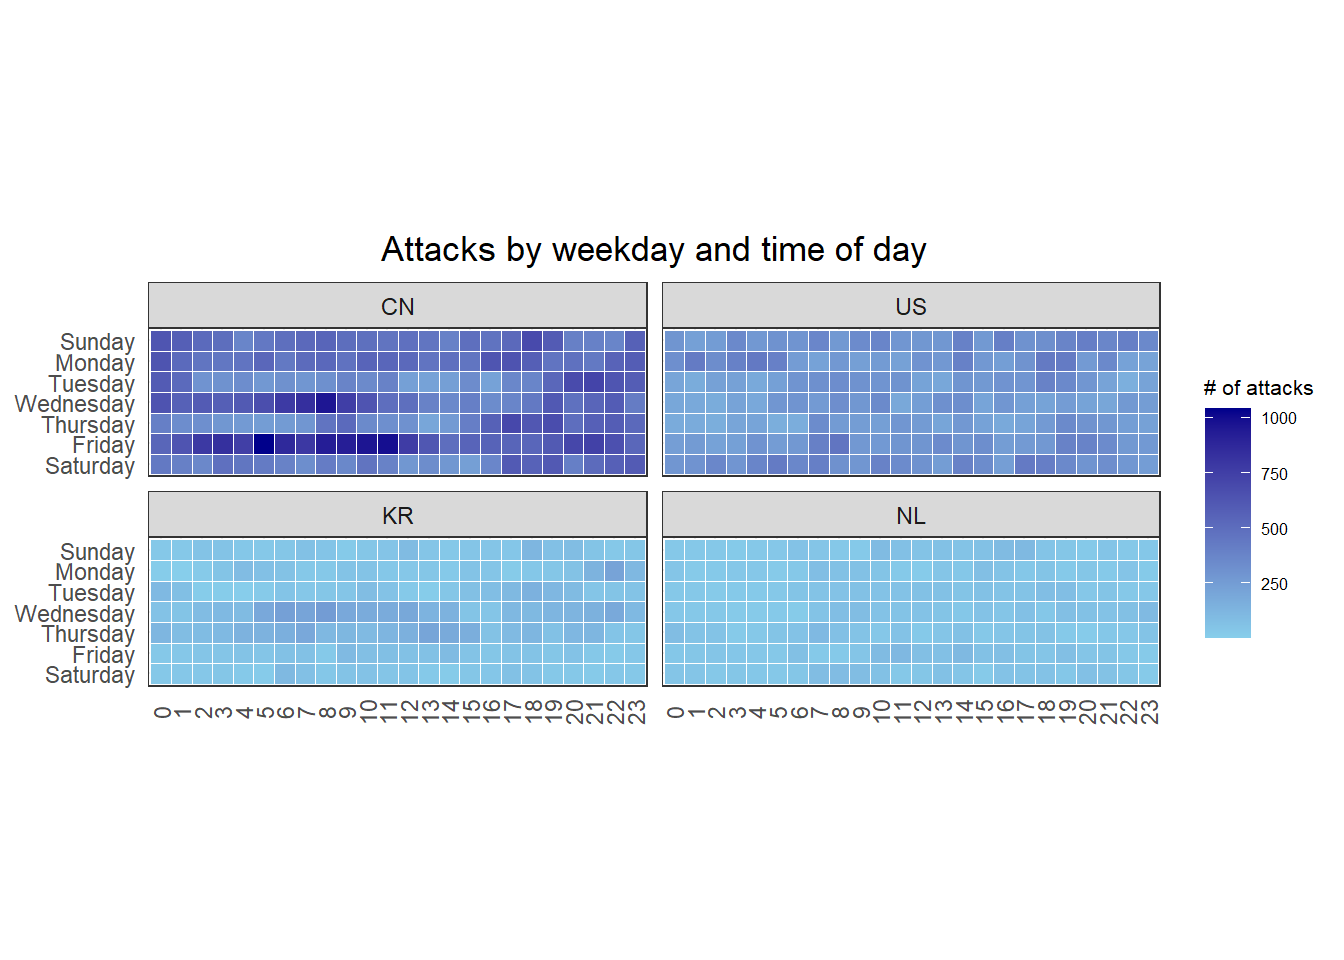 Attacks by weekday and time of day
CN
US
Sunday
Monday
Tuesday
Wednesday
Thursday
Friday
Saturday
KR
NL
Sunday
Monday
Tuesday
Wednesday
Thursday
Friday
Saturday
0 1 2 3 4 5 6 7 8 9 10 11 12 13 14 15 16 17 18 19 20 21 22 23
0 1 2 3 4 5 6 7 8 9 10 11 12 13 14 15 16 17 18 19 20 21 22 23
# of attacks
1000
750
500
250